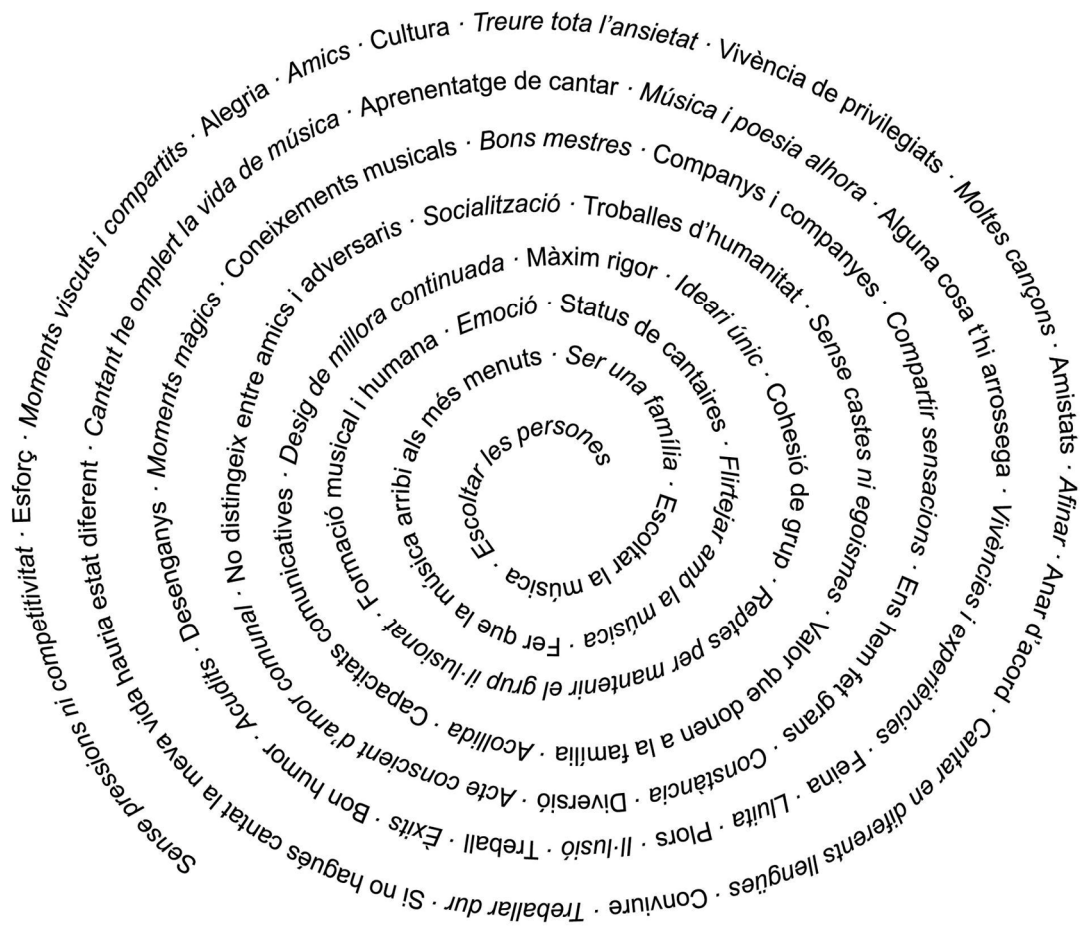 Sense pressions ni competitivitat · Esforç · Moments viscuts i compartits · Alegria · Amics · Cultura · Treure tota l’ansietat · Vivència de privilegiats · Moltes cançons · Amistats · Afinar · Anar d’acord · Cantar en diferents llengües · Conviure · Treballar dur · Si no hagués cantat la meva vida hauria estat diferent · Cantant he omplert la vida de música · Aprenentatge de cantar · Música i poesia alhora · Alguna cosa t’hi arrossega · Vivències i experiències · Feina · Lluita · Plors · Il·lusió · Treball · Èxits · Bon humor · Acudits · Desenganys · Moments màgics · Coneixements musicals · Bons mestres · Companys i companyes · Compartir sensacions · Ens hem fet grans · Constància · Diversió · Acte conscient d’amor comunal · No distingeix entre amics i adversaris · Socialització · Troballes d’humanitat · Sense castes ni egoismes · Valor que donen a la família · Acollida · Capacitats comunicatives · Desig de millora continuada · Màxim rigor · Ideari únic · Cohesió de grup · Reptes per mantenir el grup il·lusionat · Formació musical i humana · Emoció · Status de cantaires · Flirtejar amb la música · Fer que la música arribi als més menuts · Ser una família · Escoltar la música · Escoltar les persones